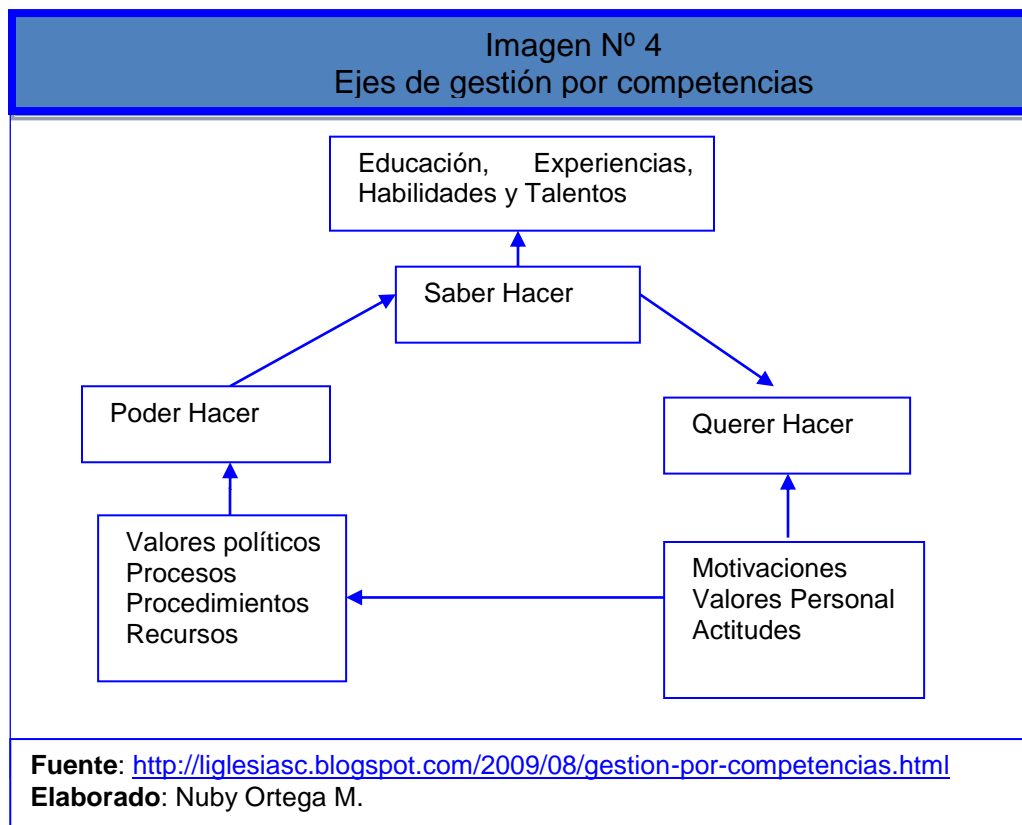 Imagen Nº 4
Ejes de gestión por competencias
Educación, Experiencias,
Habilidades y Talentos
Saber Hacer
Poder Hacer
Querer Hacer
Valores políticos
Procesos
Procedimientos
Recursos
Motivaciones
Valores Personal
Actitudes
Fuente: http://liglesiasc.blogspot.com/2009/08/gestion-por-competencias.html
Elaborado: Nuby Ortega M.